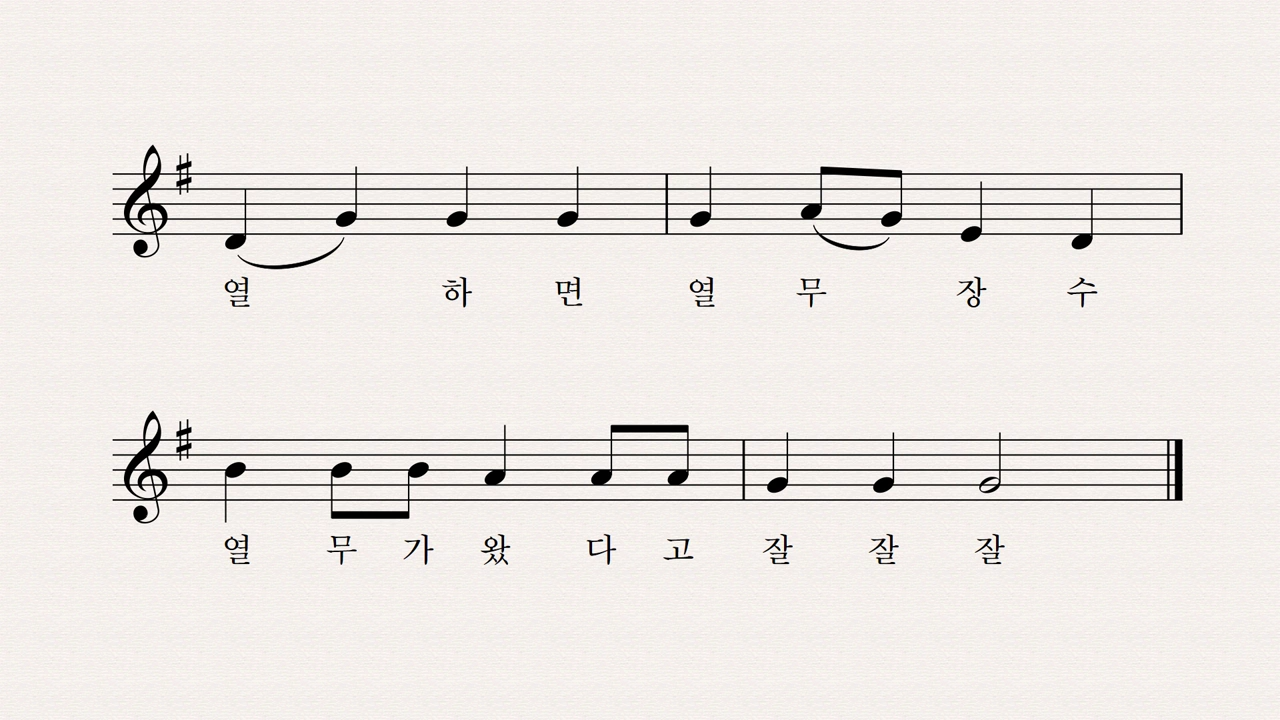 열 하 면 열 무 장 수
열 무 가 왔 다 고 잘 잘 잘